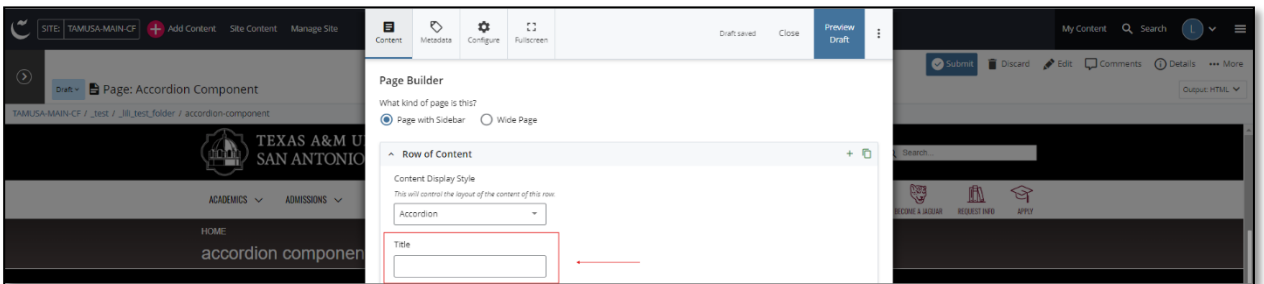 SITE: TAMUSA-MAIN-CF Add Content Site Content Manage Site
Content Metadata Configure Fullscreen Draft saved Close Preview Draft
My Content Search L
Draft Page: Accordion Component
Submit Discard Edit Comments Details More
Output: HTML
TAMUSA-MAIN-CF / _test / _lili_test_folder / accordion-component
Page Builder
What kind of page is this?
Page with Sidebar Wide Page
TEXAS A&M U
SAN ANTONIO
Search...
Row of Content
Content Display Style
This will control the layout of the content of this row.
Accordion
ACADEMICS ADMISSIONS
BECOME A JAGUAR REQUEST INFO APPLY
HOME
accordion componen
Title